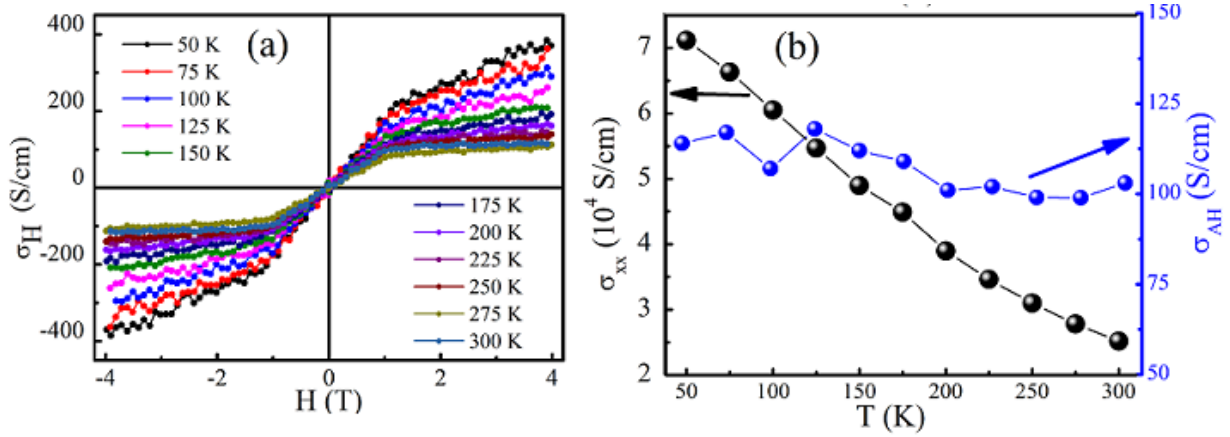 (a)
400
200
0
-200
-400
σH (S/cm)
50 K
75 K
100 K
125 K
150 K
175 K
200 K
225 K
250 K
275 K
300 K
-4
-2
0
2
4
H (T)
(b)
7
6
5
4
3
2
σxx (10⁴ S/cm)
150
125
100
75
50
σAH (S/cm)
50
100
150
200
250
300
T (K)